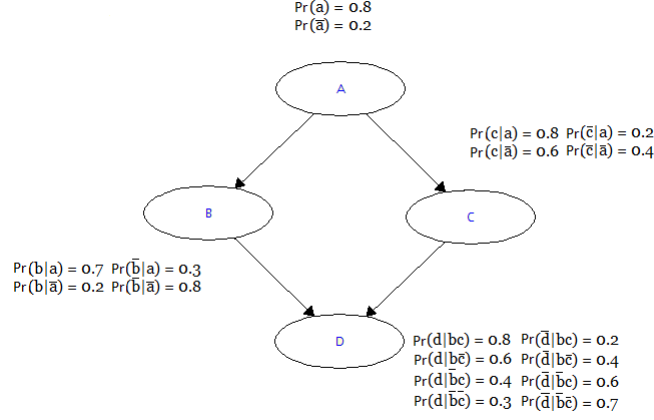 Pr(a) = 0.8
Pr(a̅) = 0.2
A
Pr(c|a) = 0.8 Pr(c̅|a) = 0.2
Pr(c|a̅) = 0.6 Pr(c̅|a̅) = 0.4
B
C
Pr(b|a) = 0.7 Pr(b̅|a) = 0.3
Pr(b|a̅) = 0.2 Pr(b̅|a̅) = 0.8
D
Pr(d|bc) = 0.8 Pr(d̅|bc) = 0.2
Pr(d|bc̅) = 0.6 Pr(d̅|bc̅) = 0.4
Pr(d|b̅c) = 0.4 Pr(d̅|b̅c) = 0.6
Pr(d|b̅c̅) = 0.3 Pr(d̅|b̅c̅) = 0.7